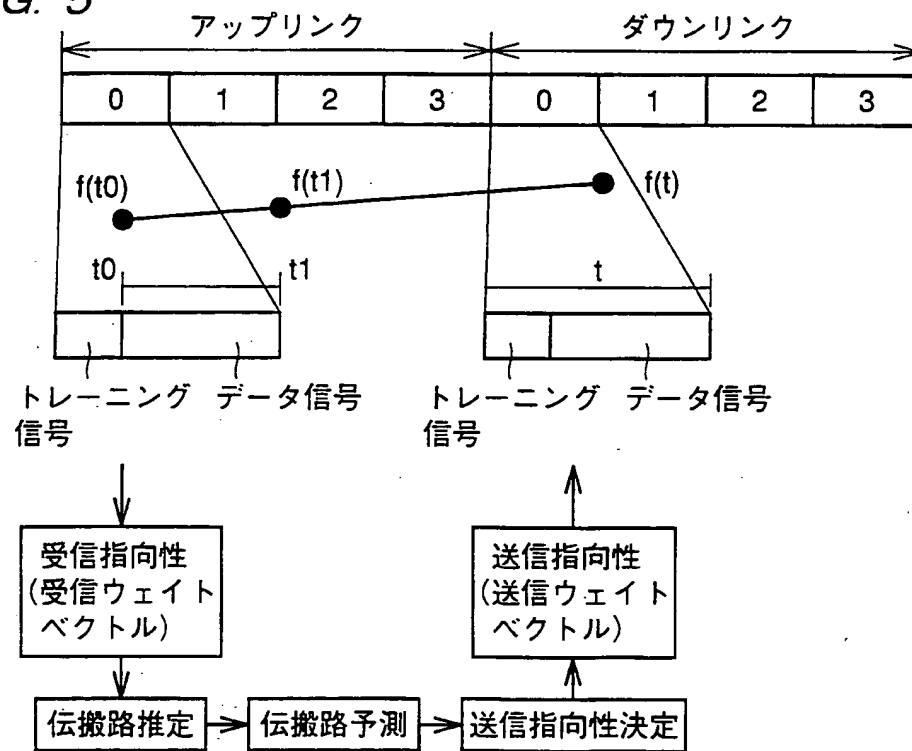 G. 5
アップリンク
ダウンリンク
0 1 2 3 0 1 2 3
f(t0)
f(t1)
f(t)
t0
t1
t
トレーニング
信号
データ信号
トレーニング
信号
データ信号
受信指向性
(受信ウェイト
ベクトル)
送信指向性
(送信ウェイト
ベクトル)
伝搬路推定
伝搬路予測
送信指向性決定